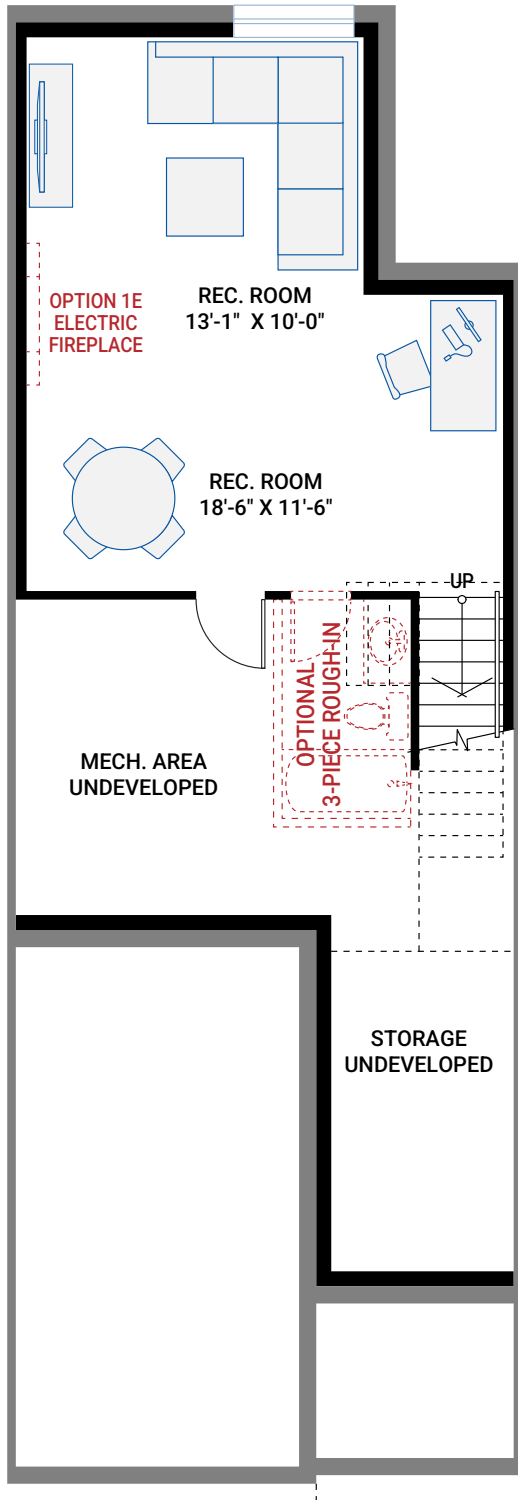 OPTION 1E
ELECTRIC
FIREPLACE
REC. ROOM
13'-1" X 10'-0"
REC. ROOM
18'-6" X 11'-6"
UP
OPTIONAL
3-PIECE ROUGH-IN
MECH. AREA
UNDEVELOPED
STORAGE
UNDEVELOPED